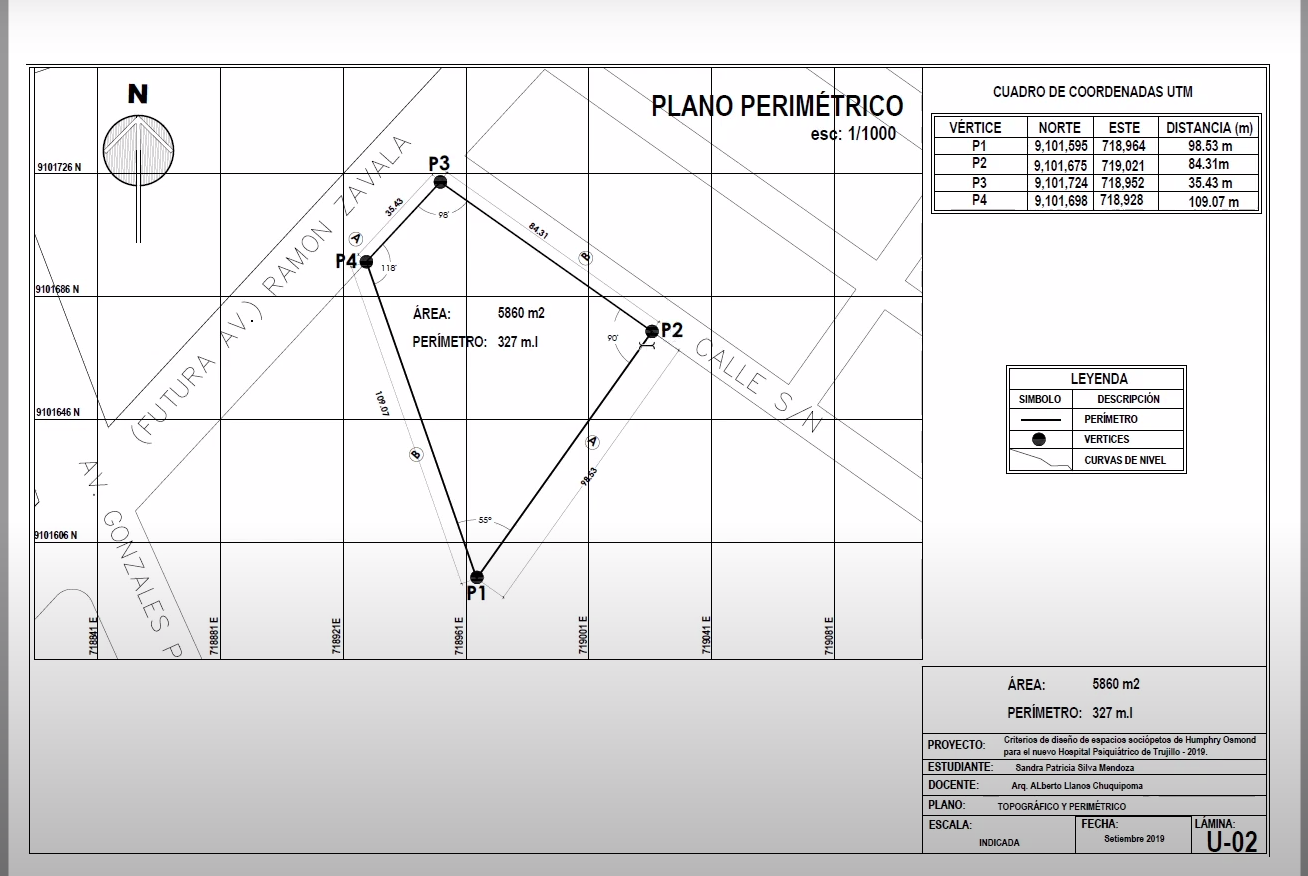 N
PLANO PERIMÉTRICO
esc: 1/1000
9101726 N
9101686 N
9101646 N
9101606 N
718841 E
718881 E
718921E
718961 E
719001 E
719041 E
719081 E
(FUTURA AV.) RAMON ZAVALA
AV. GONZALES P
CALLE S/N
P3
98°
35.43
A
P4
118°
84.31
B
P2
90°
ÁREA: 5860 m2
PERÍMETRO: 327 m.l
109.07
B
A
98.53
55°
P1
CUADRO DE COORDENADAS UTM
VÉRTICE NORTE ESTE DISTANCIA (m)
P1 9,101,595 718,964 98.53 m
P2 9,101,675 719,021 84.31m
P3 9,101,724 718,952 35.43 m
P4 9,101,698 718,928 109.07 m
LEYENDA
SIMBOLO DESCRIPCIÓN
PERÍMETRO
VERTICES
CURVAS DE NIVEL
ÁREA: 5860 m2
PERÍMETRO: 327 m.l
PROYECTO: Criterios de diseño de espacios sociópetos de Humphry Osmond
para el nuevo Hospital Psiquiátrico de Trujillo - 2019.
ESTUDIANTE: Sandra Patricia Silva Mendoza
DOCENTE: Arq. ALberto Llanos Chuquipoma
PLANO: TOPOGRÁFICO Y PERIMÉTRICO
ESCALA: INDICADA
FECHA: Setiembre 2019
LÁMINA: U-02